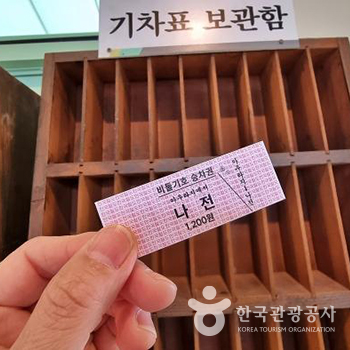 기차표 보관함
비둘기호 승차권
아우라지에서
나 전
1,200원
한국관광공사
KOREA TOURISM ORGANIZATION